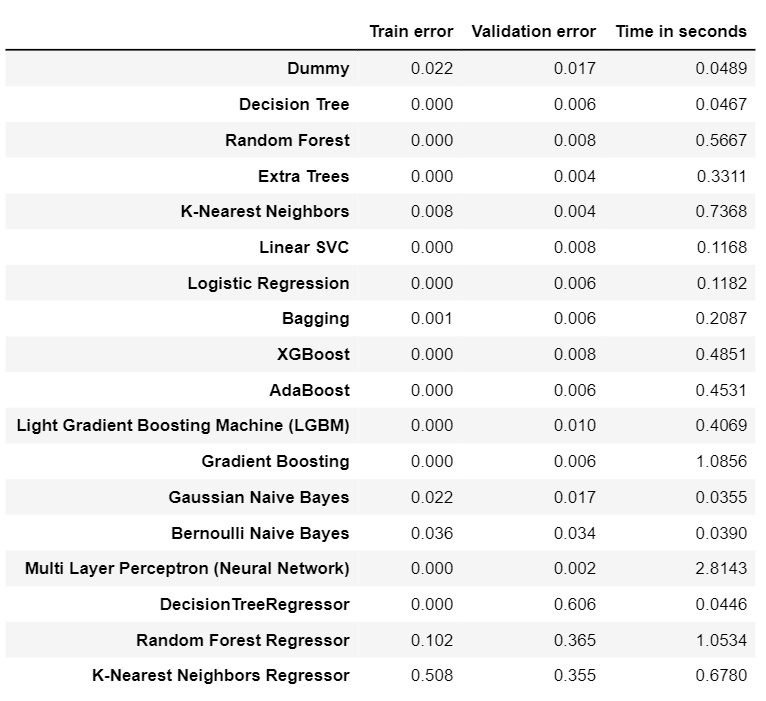 Train error Validation error Time in seconds
Dummy 0.022 0.017 0.0489
Decision Tree 0.000 0.006 0.0467
Random Forest 0.000 0.008 0.5667
Extra Trees 0.000 0.004 0.3311
K-Nearest Neighbors 0.008 0.004 0.7368
Linear SVC 0.000 0.008 0.1168
Logistic Regression 0.000 0.006 0.1182
Bagging 0.001 0.006 0.2087
XGBoost 0.000 0.008 0.4851
AdaBoost 0.000 0.006 0.4531
Light Gradient Boosting Machine (LGBM) 0.000 0.010 0.4069
Gradient Boosting 0.000 0.006 1.0856
Gaussian Naive Bayes 0.022 0.017 0.0355
Bernoulli Naive Bayes 0.036 0.034 0.0390
Multi Layer Perceptron (Neural Network) 0.000 0.002 2.8143
DecisionTreeRegressor 0.000 0.606 0.0446
Random Forest Regressor 0.102 0.365 1.0534
K-Nearest Neighbors Regressor 0.508 0.355 0.6780